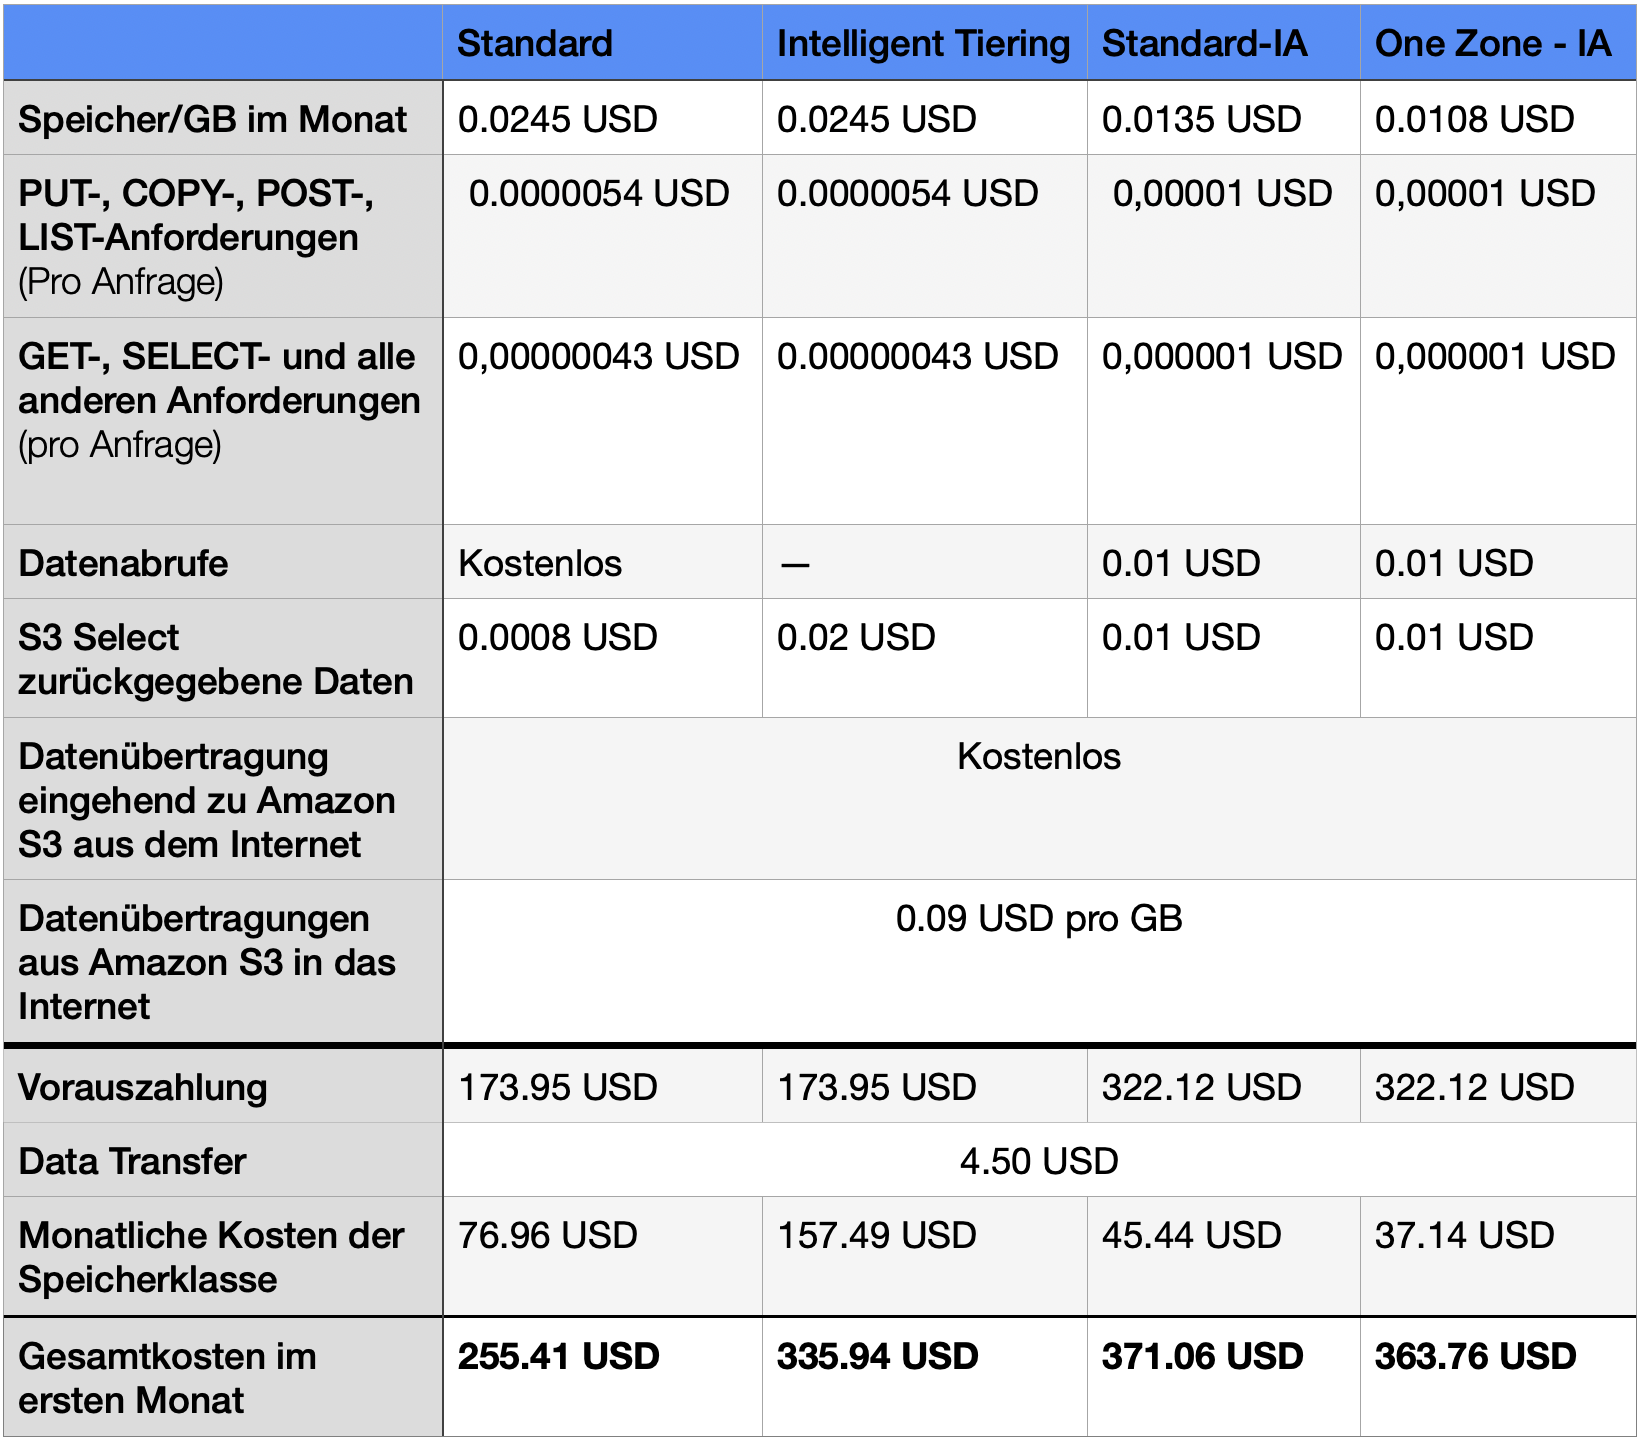 Standard Intelligent Tiering Standard-IA One Zone - IA
Speicher/GB im Monat 0.0245 USD 0.0245 USD 0.0135 USD 0.0108 USD
PUT-, COPY-, POST-, 0.0000054 USD 0.0000054 USD 0,00001 USD 0,00001 USD
LIST-Anforderungen
(Pro Anfrage)
GET-, SELECT- und alle 0,00000043 USD 0.00000043 USD 0,000001 USD 0,000001 USD
anderen Anforderungen
(pro Anfrage)
Datenabrufe Kostenlos — 0.01 USD 0.01 USD
S3 Select 0.0008 USD 0.02 USD 0.01 USD 0.01 USD
zurückgegebene Daten
Datenübertragung Kostenlos
eingehend zu Amazon
S3 aus dem Internet
Datenübertragungen 0.09 USD pro GB
aus Amazon S3 in das
Internet
Vorauszahlung 173.95 USD 173.95 USD 322.12 USD 322.12 USD
Data Transfer 4.50 USD
Monatliche Kosten der 76.96 USD 157.49 USD 45.44 USD 37.14 USD
Speicherklasse
Gesamtkosten im 255.41 USD 335.94 USD 371.06 USD 363.76 USD
ersten Monat